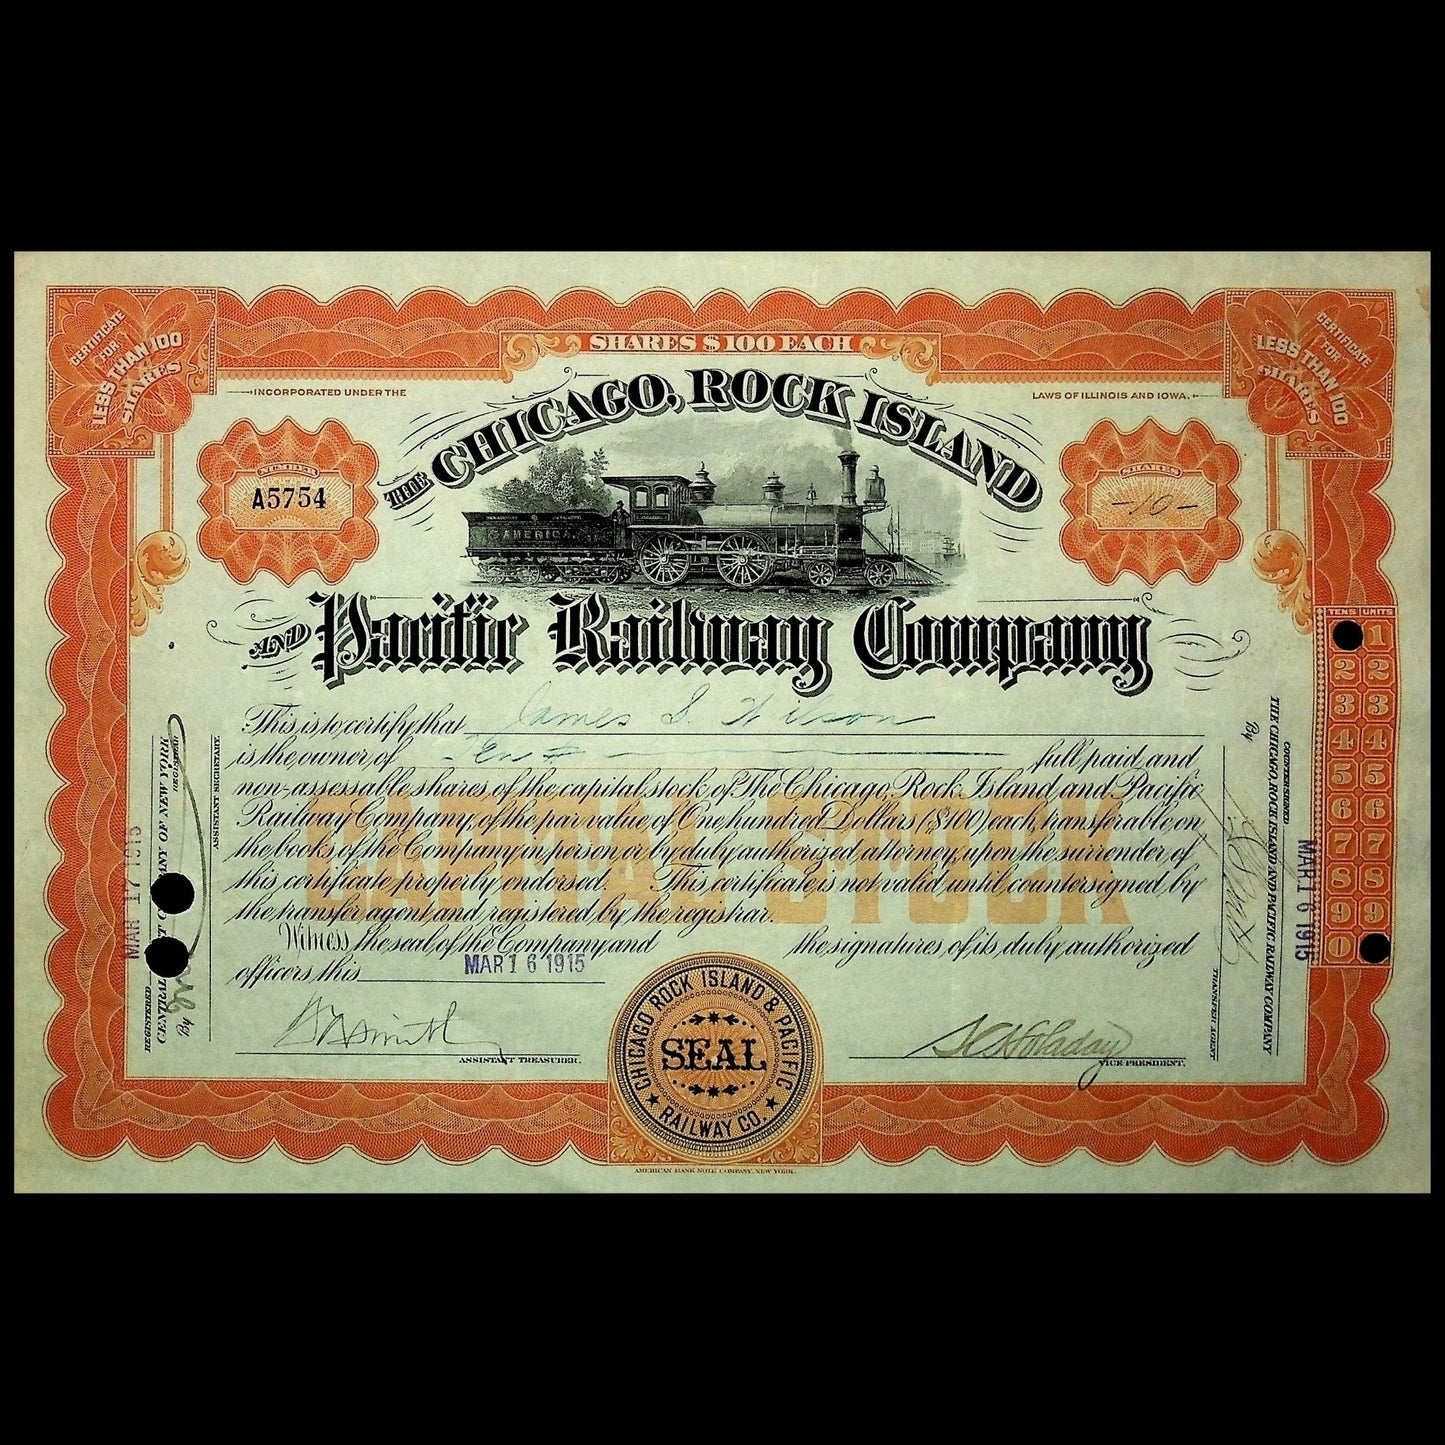 CERTIFICATE
FOR
LESS THAN 100
SHARES
SHARES $100 EACH
CERTIFICATE
FOR
LESS THAN 100
SHARES
INCORPORATED UNDER THE
LAWS OF ILLINOIS AND IOWA.
THE CHICAGO, ROCK ISLAND
NUMBER
A5754
SHARES
-10-
AMERICA
AND Pacific Railway Company
TENS UNITS
1
2 2
3 3
4 4
5 5
6 6
7 7
8 8
9 9
0
This is to certify that James S. Wilson
is the owner of Ten full paid and
non-assessable shares of the capital stock of The Chicago, Rock Island and Pacific
Railway Company, of the par value of One hundred Dollars ($100) each, transferable on
the books of the Company in person or by duly authorized attorney, upon the surrender of
this certificate properly endorsed. This certificate is not valid until countersigned by
the transfer agent and registered by the registrar.
CAPITAL STOCK
Witness the seal of the Company and the signatures of its duly authorized
officers this MAR 16 1915
ASSISTANT TREASURER.
VICE-PRESIDENT.
CHICAGO ROCK ISLAND & PACIFIC
SEAL
RAILWAY CO.
AMERICAN BANK NOTE COMPANY, NEW YORK.
REGISTERED
MAR 17 1915
REGISTRAR
By
ASSISTANT SECRETARY.
COUNTERSIGNED
THE CHICAGO, ROCK ISLAND AND PACIFIC RAILWAY COMPANY
By
TRANSFER AGENT
MAR 16 1915